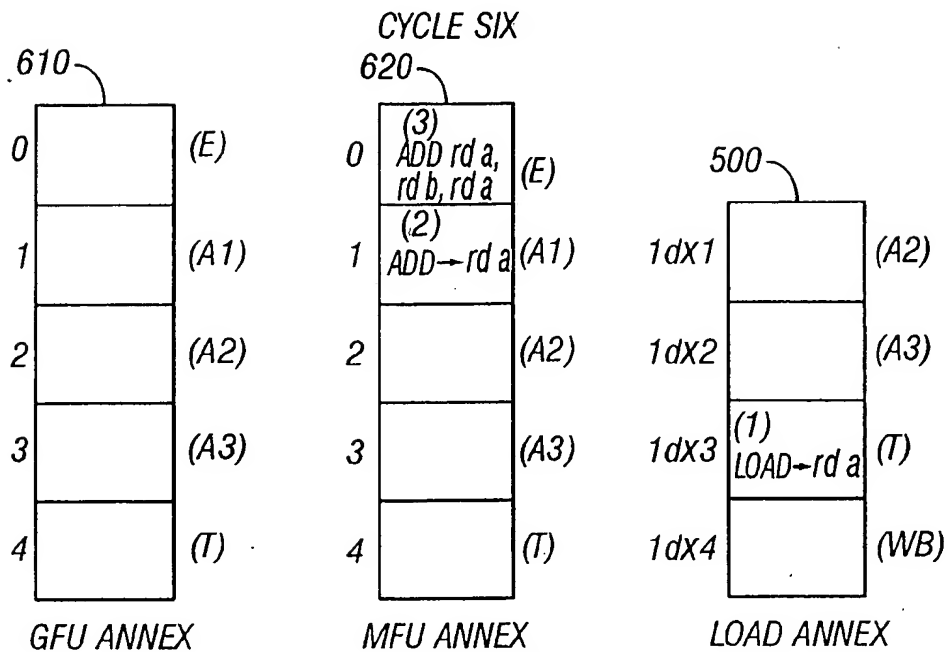 CYCLE SIX
610
0 (E)
1 (A1)
2 (A2)
3 (A3)
4 (T)
GFU ANNEX
620
0
(3)
ADD rd a,
rd b, rd a
(E)
1
(2)
ADD→rd a
(A1)
2 (A2)
3 (A3)
4 (T)
MFU ANNEX
500
1dx1 (A2)
1dx2 (A3)
1dx3
(1)
LOAD→rd a
(T)
1dx4 (WB)
LOAD ANNEX